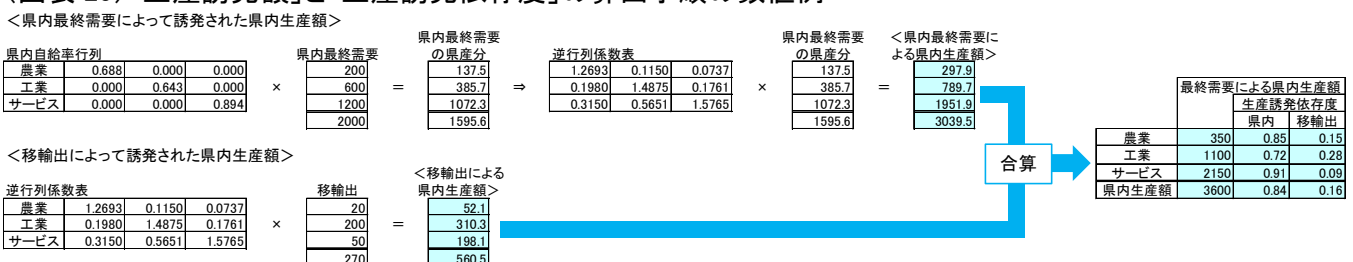 ＜県内最終需要によって誘発された県内生産額＞
県内最終需要 県内最終需要 ＜県内最終需要に
県内自給率行列 県内最終需要 の県産分 逆行列係数表 の県産分 よる県内生産額＞
農業 0.688 0.000 0.000 200 137.5 1.2693 0.1150 0.0737 137.5 297.9
工業 0.000 0.643 0.000 × 600 ＝ 385.7 ⇒ 0.1980 1.4875 0.1761 × 385.7 ＝ 789.7
サービス 0.000 0.000 0.894 1200 1072.3 0.3150 0.5651 1.5765 1072.3 1951.9
2000 1595.6 1595.6 3039.5
最終需要による県内生産額
生産誘発依存度
県内 移輸出
農業 350 0.85 0.15
工業 1100 0.72 0.28
サービス 2150 0.91 0.09
県内生産額 3600 0.84 0.16
合算
＜移輸出によって誘発された県内生産額＞
＜移輸出による
逆行列係数表 移輸出 県内生産額＞
農業 1.2693 0.1150 0.0737 20 52.1
工業 0.1980 1.4875 0.1761 × 200 ＝ 310.3
サービス 0.3150 0.5651 1.5765 50 198.1
270 560.5